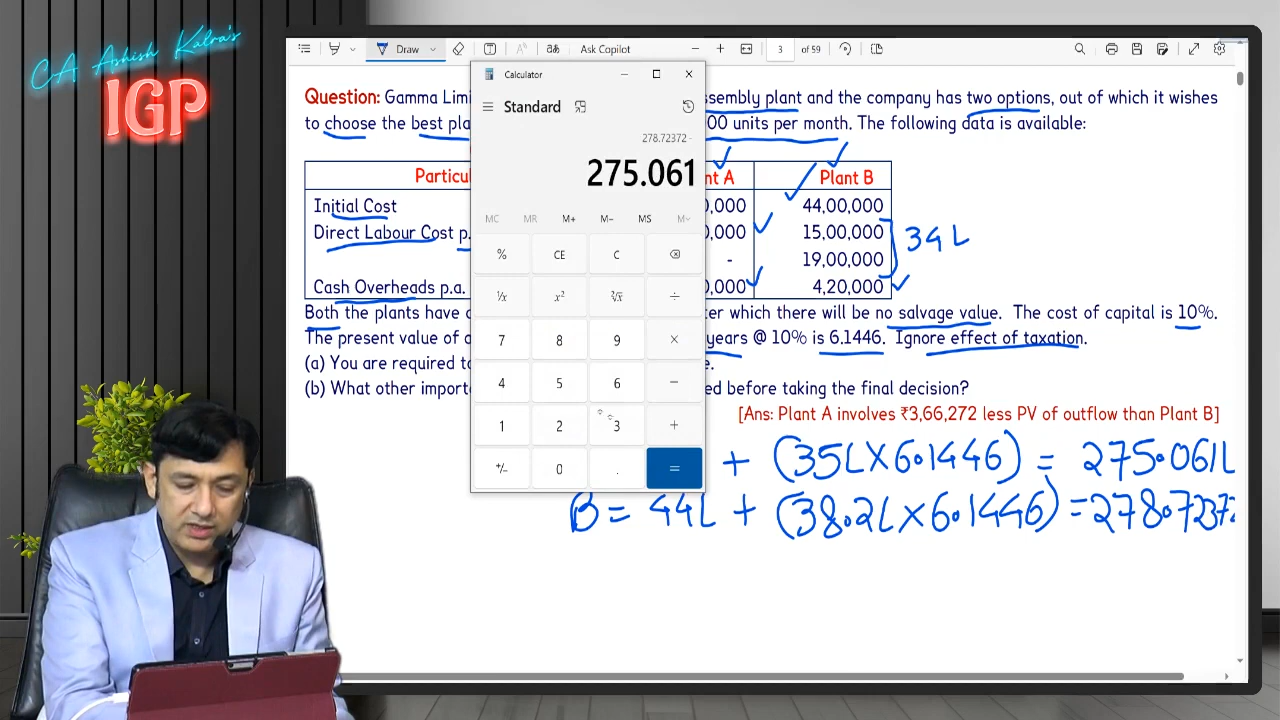 CA Ashish Kalra's
IGP
Draw
Ask Copilot
3 of 59
Calculator
Standard
278.72372 -
275.061
MC MR M+ M- MS M
% CE C
1/x x² ²√x ÷
7 8 9 ×
4 5 6 −
1 2 3 +
+/- 0 . =
Question: Gamma Limi ssembly plant and the company has two options, out of which it wishes
to choose the best pla 00 units per month. The following data is available:
Particul nt A Plant B
Initial Cost 0,000 44,00,000
Direct Labour Cost p. 0,000 15,00,000
- 19,00,000
34 L
Cash Overheads p.a. 0,000 4,20,000
Both the plants have a ter which there will be no salvage value. The cost of capital is 10%.
The present value of a years @ 10% is 6.1446. Ignore effect of taxation.
(a) You are required to e.
(b) What other import ed before taking the final decision?
[Ans: Plant A involves ₹3,66,272 less PV of outflow than Plant B]
+ (35L×6.1446) = 275.061L
B = 44L + (38.2L×6.1446) = 278.7237